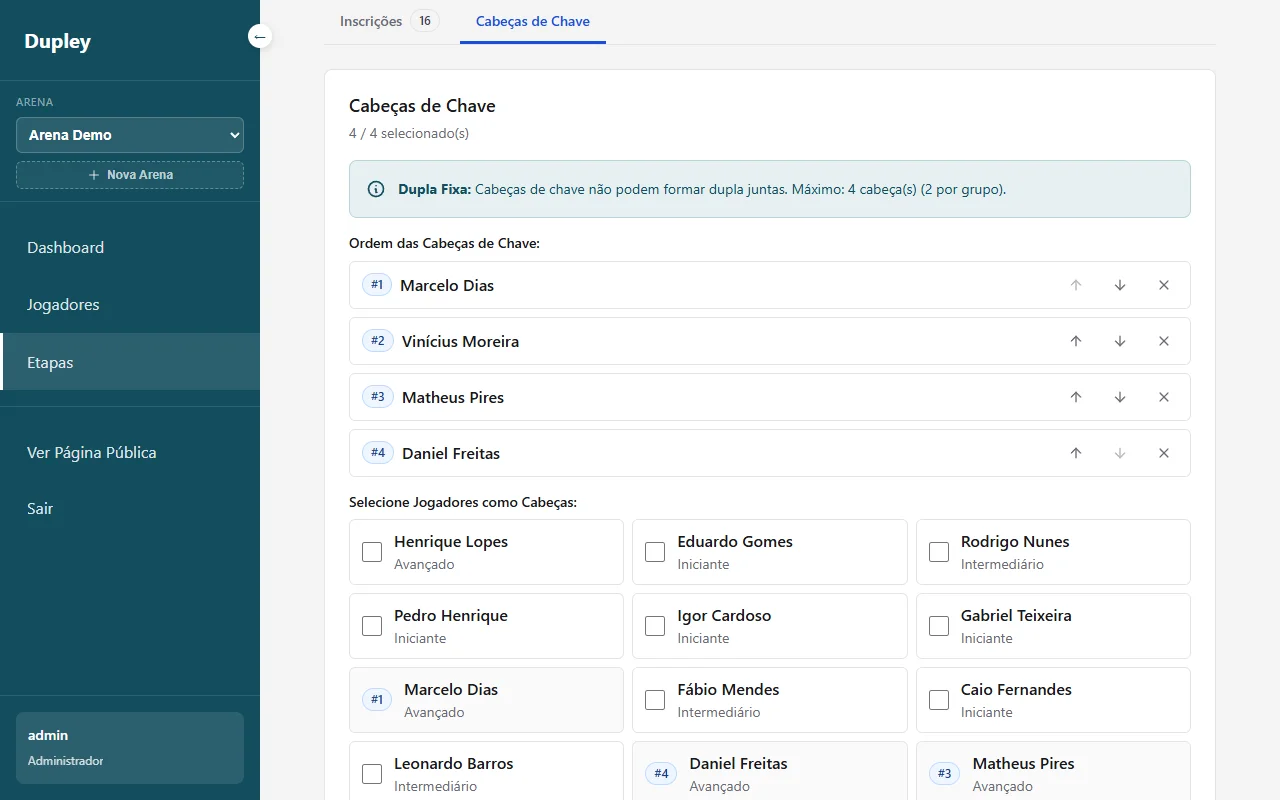 Dupley
←
ARENA
Arena Demo
+ Nova Arena
Dashboard
Jogadores
Etapas
Ver Página Pública
Sair
admin
Administrador
Inscrições 16
Cabeças de Chave
Cabeças de Chave
4 / 4 selecionado(s)
Dupla Fixa: Cabeças de chave não podem formar dupla juntas. Máximo: 4 cabeça(s) (2 por grupo).
Ordem das Cabeças de Chave:
#1 Marcelo Dias ↑ ↓ ✕
#2 Vinícius Moreira ↑ ↓ ✕
#3 Matheus Pires ↑ ↓ ✕
#4 Daniel Freitas ↑ ↓ ✕
Selecione Jogadores como Cabeças:
Henrique Lopes
Avançado
Eduardo Gomes
Iniciante
Rodrigo Nunes
Intermediário
Pedro Henrique
Iniciante
Igor Cardoso
Iniciante
Gabriel Teixeira
Iniciante
#1 Marcelo Dias
Avançado
Fábio Mendes
Intermediário
Caio Fernandes
Iniciante
Leonardo Barros
Intermediário
#4 Daniel Freitas
Avançado
#3 Matheus Pires
Avançado